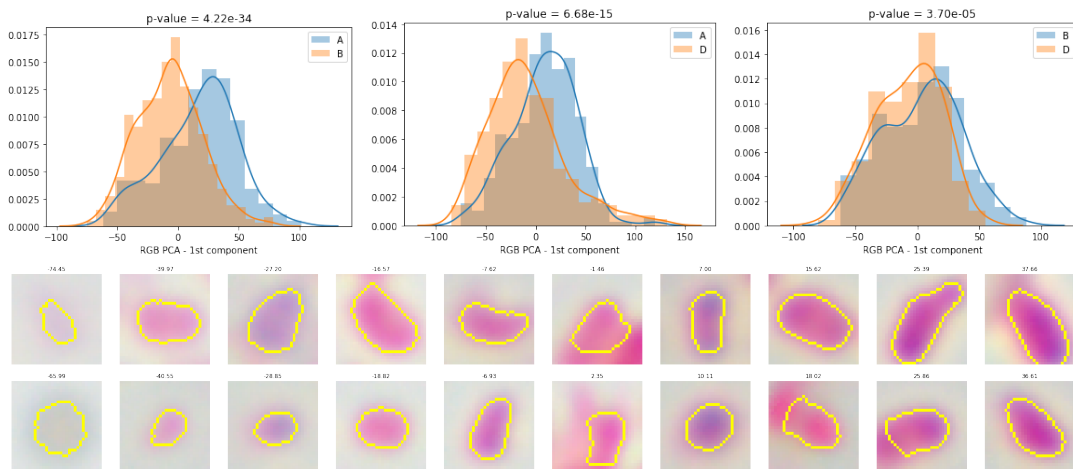 p-value = 4.22e-34
0.0175
0.0150
0.0125
0.0100
0.0075
0.0050
0.0025
0.0000
A
B
-100 -50 0 50 100
RGB PCA - 1st component
p-value = 6.68e-15
0.014
0.012
0.010
0.008
0.006
0.004
0.002
0.000
A
D
-100 -50 0 50 100 150
RGB PCA - 1st component
p-value = 3.70e-05
0.016
0.014
0.012
0.010
0.008
0.006
0.004
0.002
0.000
B
D
-100 -50 0 50 100
RGB PCA - 1st component
-74.45 -39.97 -27.20 -16.57 -7.62 -1.46 7.00 15.62 25.39 37.66
-65.99 -40.55 -28.85 -18.82 -6.93 2.35 10.11 18.02 25.86 36.61